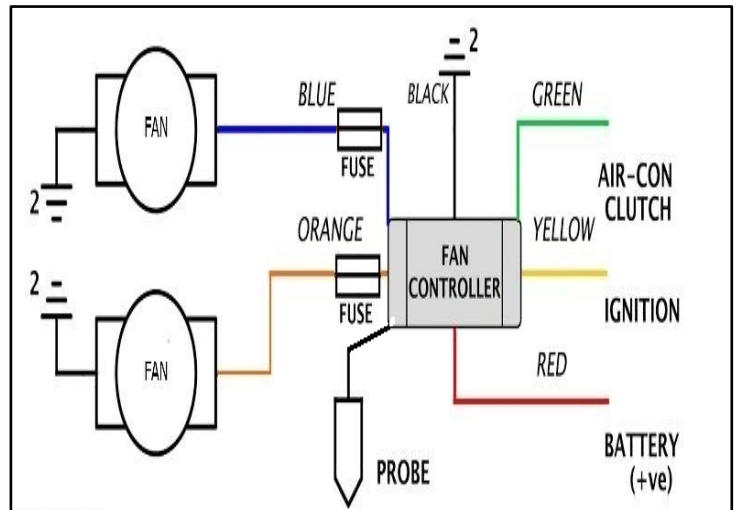 - 2
BLUE
BLACK
GREEN
FAN
FUSE
AIR-CON
CLUTCH
2
ORANGE
YELLOW
FAN
CONTROLLER
2 -
FUSE
IGNITION
FAN
RED
PROBE
BATTERY
(+ve)